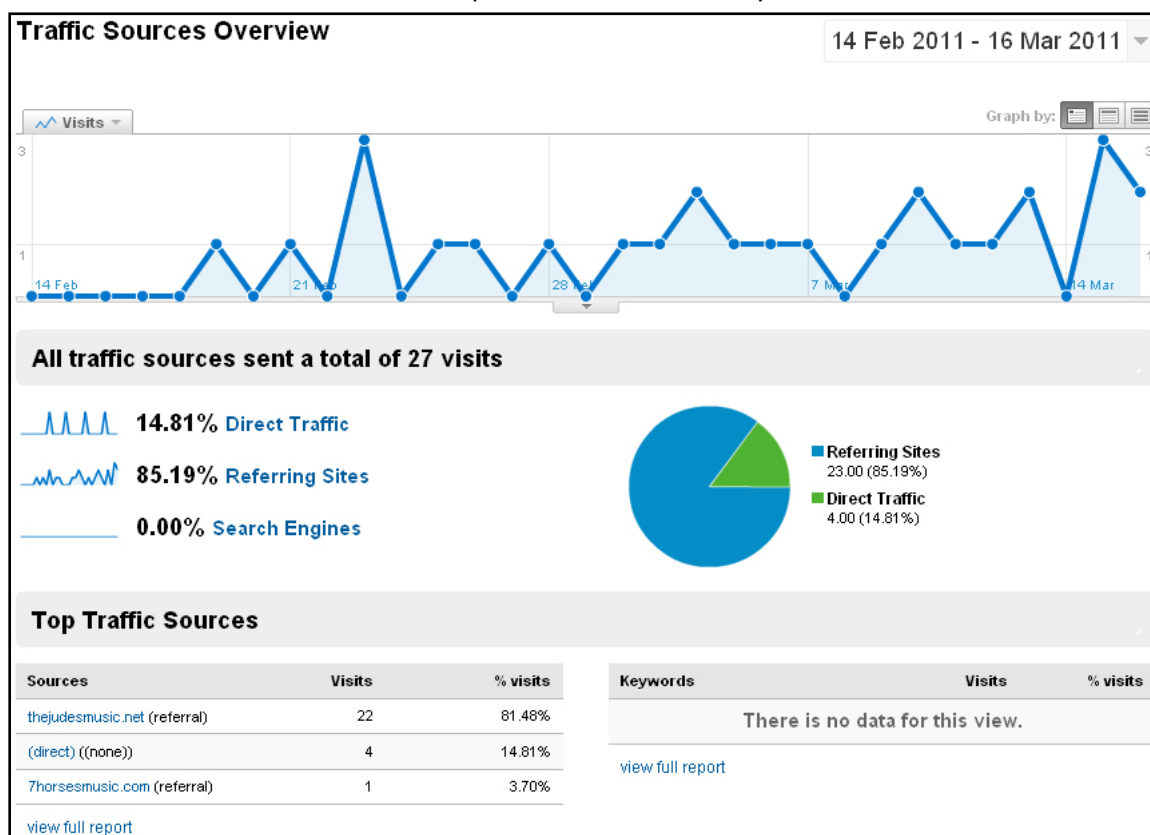 Traffic Sources Overview
14 Feb 2011 - 16 Mar 2011
Visits
Graph by:
3
3
1
1
14 Feb
21 Feb
28 Feb
7 Mar
14 Mar
All traffic sources sent a total of 27 visits
14.81% Direct Traffic
85.19% Referring Sites
0.00% Search Engines
Referring Sites
23.00 (85.19%)
Direct Traffic
4.00 (14.81%)
Top Traffic Sources
Sources Visits % visits
thejudesmusic.net (referral) 22 81.48%
(direct) ((none)) 4 14.81%
7horsesmusic.com (referral) 1 3.70%
view full report
Keywords Visits % visits
There is no data for this view.
view full report